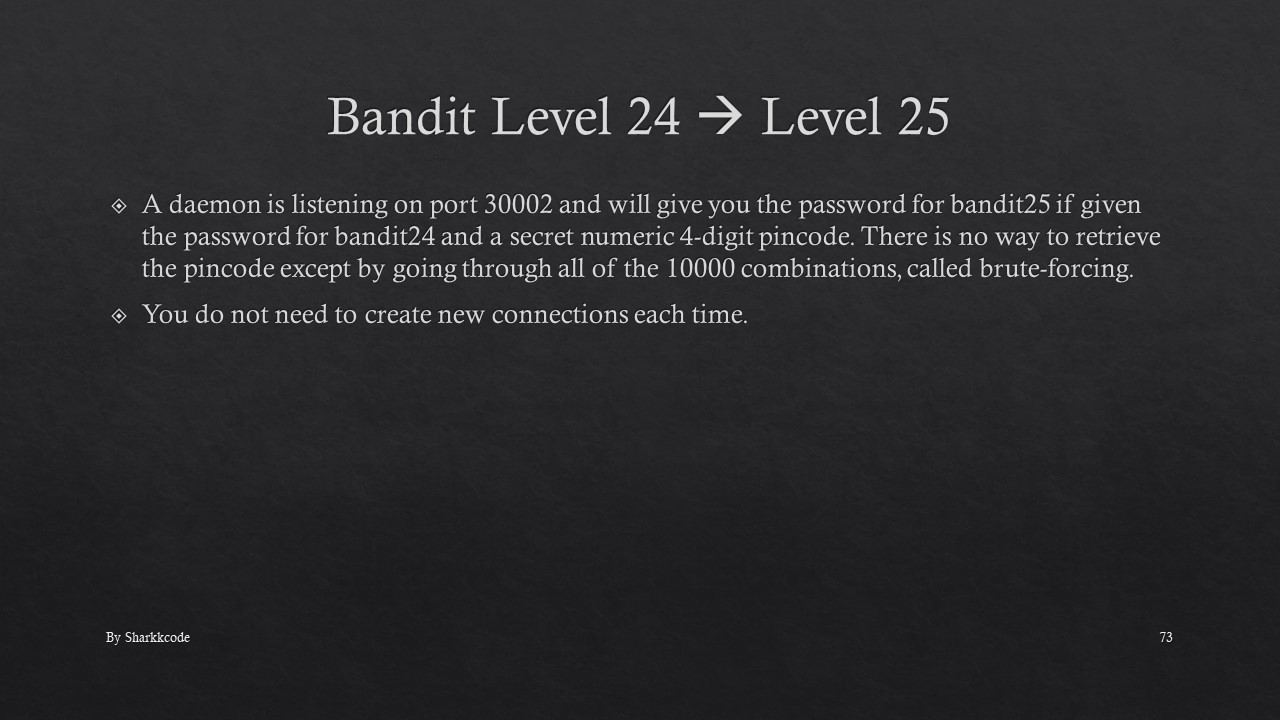 Bandit Level 24 → Level 25
A daemon is listening on port 30002 and will give you the password for bandit25 if given
the password for bandit24 and a secret numeric 4-digit pincode. There is no way to retrieve
the pincode except by going through all of the 10000 combinations, called brute-forcing.
You do not need to create new connections each time.
By Sharkkcode
73